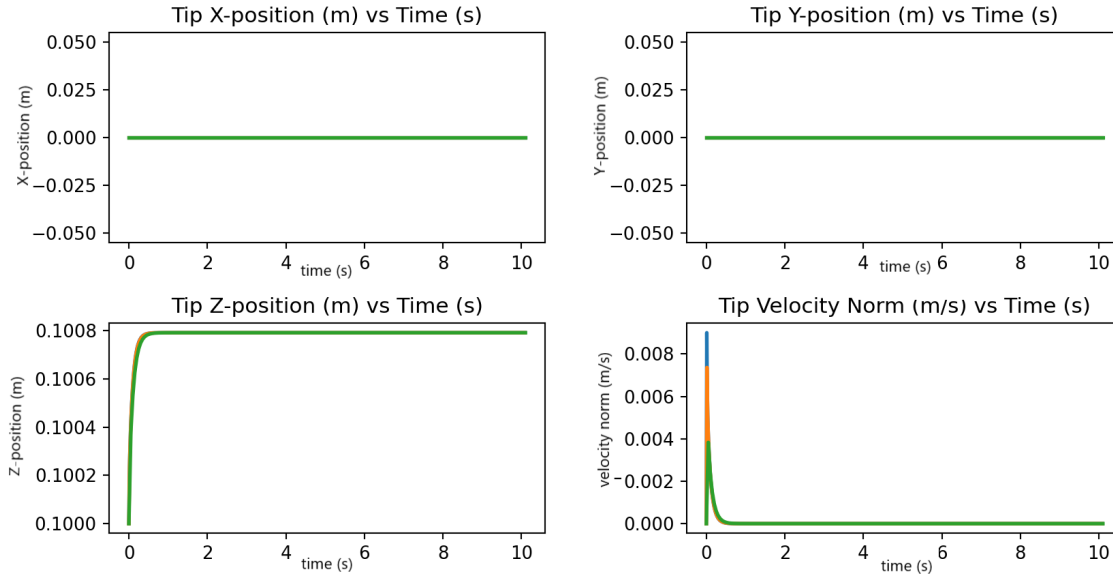 Tip X-position (m) vs Time (s)
0.050
0.025
0.000
−0.025
−0.050
X-position (m)
0 2 4 6 8 10
time (s)
Tip Y-position (m) vs Time (s)
0.050
0.025
0.000
−0.025
−0.050
Y-position (m)
0 2 4 6 8 10
time (s)
Tip Z-position (m) vs Time (s)
0.1008
0.1006
0.1004
0.1002
0.1000
Z-position (m)
0 2 4 6 8 10
time (s)
Tip Velocity Norm (m/s) vs Time (s)
0.008
0.006
0.004
0.002
0.000
velocity norm (m/s)
0 2 4 6 8 10
time (s)